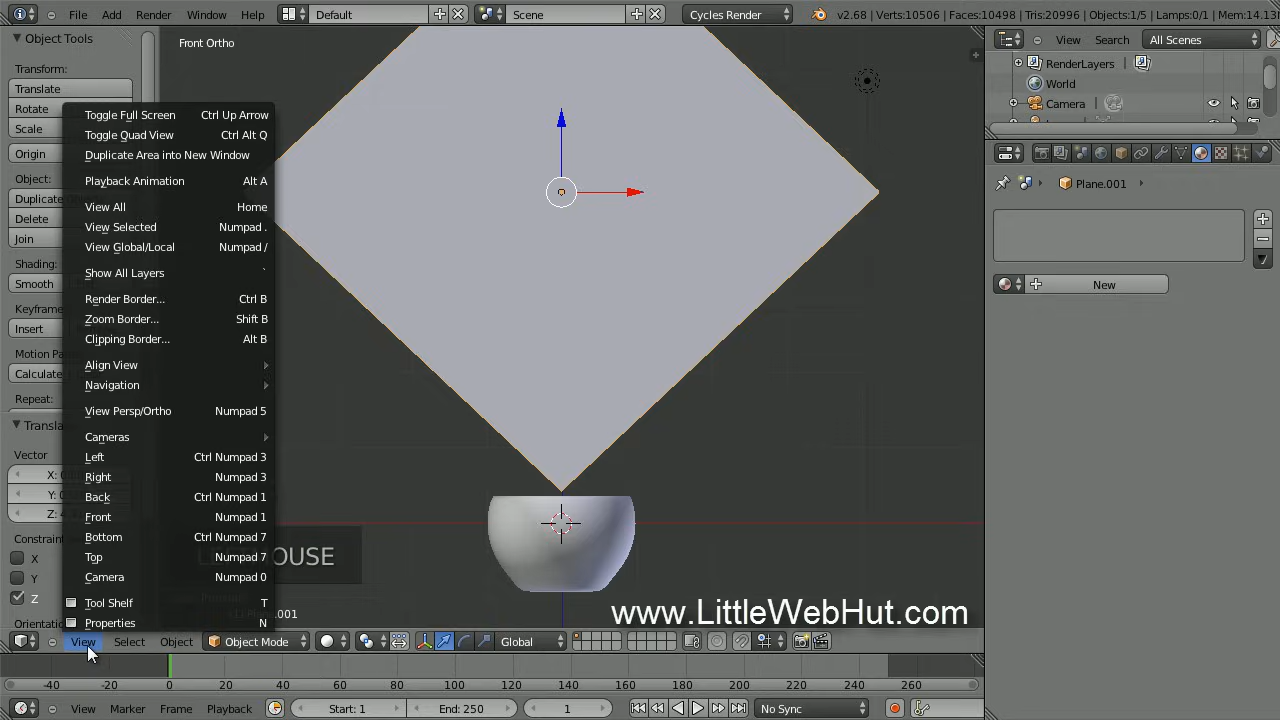 File Add Render Window Help Default Scene Cycles Render v2.68 | Verts:10506 | Faces:10498 | Tris:20996 | Objects:1/5 | Lamps:0/1 | Mem:14.13
Object Tools
Front Ortho
View Search All Scenes
RenderLayers
World
Camera
Transform:
Translate
Rotate
Scale
Origin
Object:
Duplicate
Delete
Join
Shading:
Smooth
Keyframe
Insert
Motion Pa
Calculate
Repeat:
Toggle Full Screen Ctrl Up Arrow
Toggle Quad View Ctrl Alt Q
Duplicate Area into New Window
Playback Animation Alt A
View All Home
View Selected Numpad .
View Global/Local Numpad /
Show All Layers `
Render Border... Ctrl B
Zoom Border... Shift B
Clipping Border... Alt B
Align View
Navigation
View Persp/Ortho Numpad 5
Cameras
Left Ctrl Numpad 3
Right Numpad 3
Back Ctrl Numpad 1
Front Numpad 1
Bottom Ctrl Numpad 7
Top Numpad 7
Camera Numpad 0
Tool Shelf T
Properties N
Plane.001
New
Transla
Vector
X: 0
Y: 0
Z: 4
Constrai
X
Y
Z
Orientati
OUSE
.001
www.LittleWebHut.com
View Select Object Object Mode Global
-40 -20 0 20 40 60 80 100 120 140 160 180 200 220 240 260
View Marker Frame Playback Start: 1 End: 250 1 No Sync